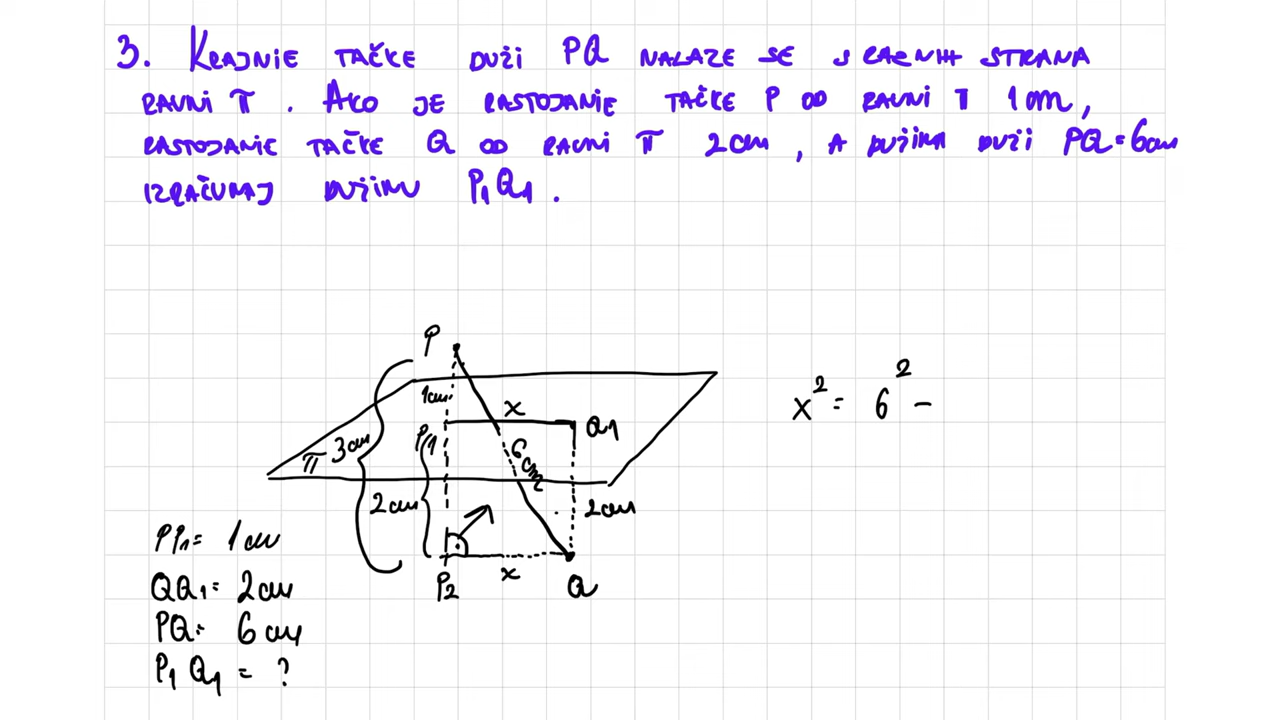 3. KRAJNJE TAČKE DUŽI PQ NALAZE SE S RAZNIH STRANA
RAVNI π. AKO JE RASTOJANJE TAČKE P OD RAVNI π 1cm,
RASTOJANJE TAČKE Q OD RAVNI π 2cm, A DUŽINA DUŽI PQ=6cm
IZRAČUNAJ DUŽINU P₁Q₁.
P
1cm
x
Q1
P1
π 3cm
6cm
2cm
2cm
x² = 6² -
P2
x
Q
PP₁= 1cm
QQ₁= 2cm
PQ= 6cm
P₁Q₁ = ?